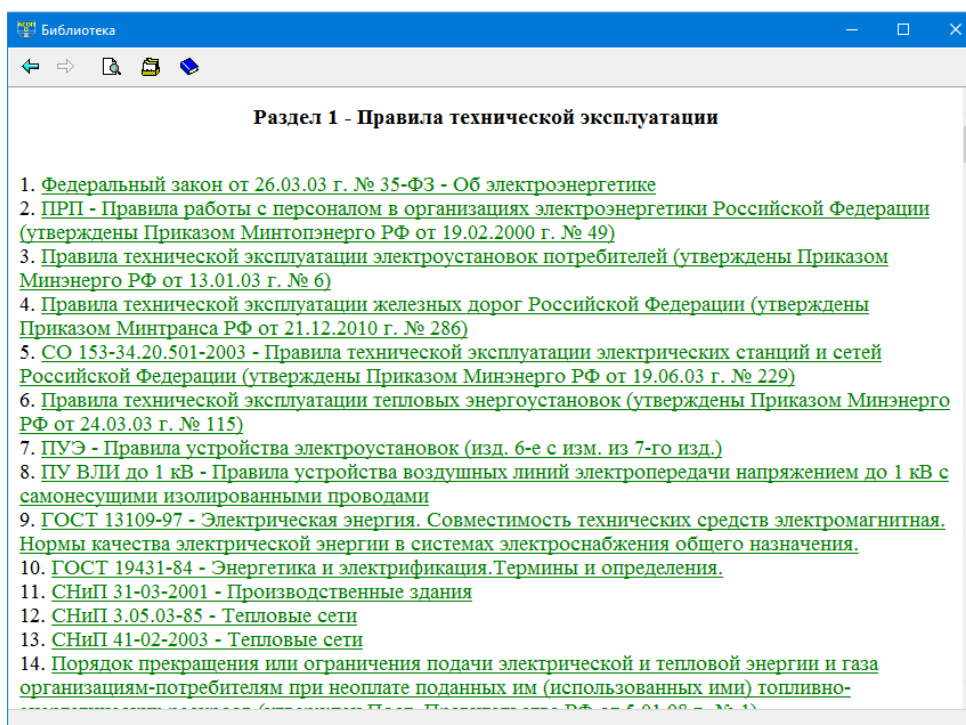 Библиотека
Раздел 1 - Правила технической эксплуатации
1. Федеральный закон от 26.03.03 г. № 35-ФЗ - Об электроэнергетике
2. ПРП - Правила работы с персоналом в организациях электроэнергетики Российской Федерации
(утверждены Приказом Минтопэнерго РФ от 19.02.2000 г. № 49)
3. Правила технической эксплуатации электроустановок потребителей (утверждены Приказом
Минэнерго РФ от 13.01.03 г. № 6)
4. Правила технической эксплуатации железных дорог Российской Федерации (утверждены
Приказом Минтранса РФ от 21.12.2010 г. № 286)
5. СО 153-34.20.501-2003 - Правила технической эксплуатации электрических станций и сетей
Российской Федерации (утверждены Приказом Минэнерго РФ от 19.06.03 г. № 229)
6. Правила технической эксплуатации тепловых энергоустановок (утверждены Приказом Минэнерго
РФ от 24.03.03 г. № 115)
7. ПУЭ - Правила устройства электроустановок (изд. 6-е с изм. из 7-го изд.)
8. ПУ ВЛИ до 1 кВ - Правила устройства воздушных линий электропередачи напряжением до 1 кВ с
самонесущими изолированными проводами
9. ГОСТ 13109-97 - Электрическая энергия. Совместимость технических средств электромагнитная.
Нормы качества электрической энергии в системах электроснабжения общего назначения.
10. ГОСТ 19431-84 - Энергетика и электрификация.Термины и определения.
11. СНиП 31-03-2001 - Производственные здания
12. СНиП 3.05.03-85 - Тепловые сети
13. СНиП 41-02-2003 - Тепловые сети
14. Порядок прекращения или ограничения подачи электрической и тепловой энергии и газа
организациям-потребителям при неоплате поданных им (использованных ими) топливно-